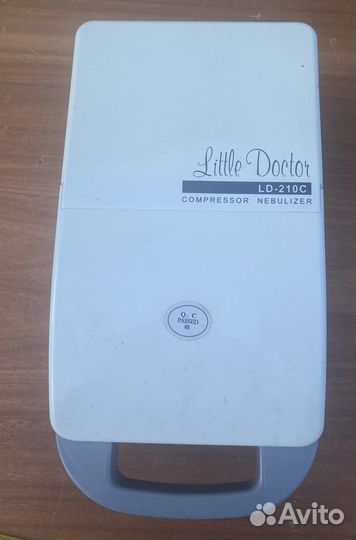 Little Doctor
LD-210C
COMPRESSOR NEBULIZER
Q.C
PASSED
Avito